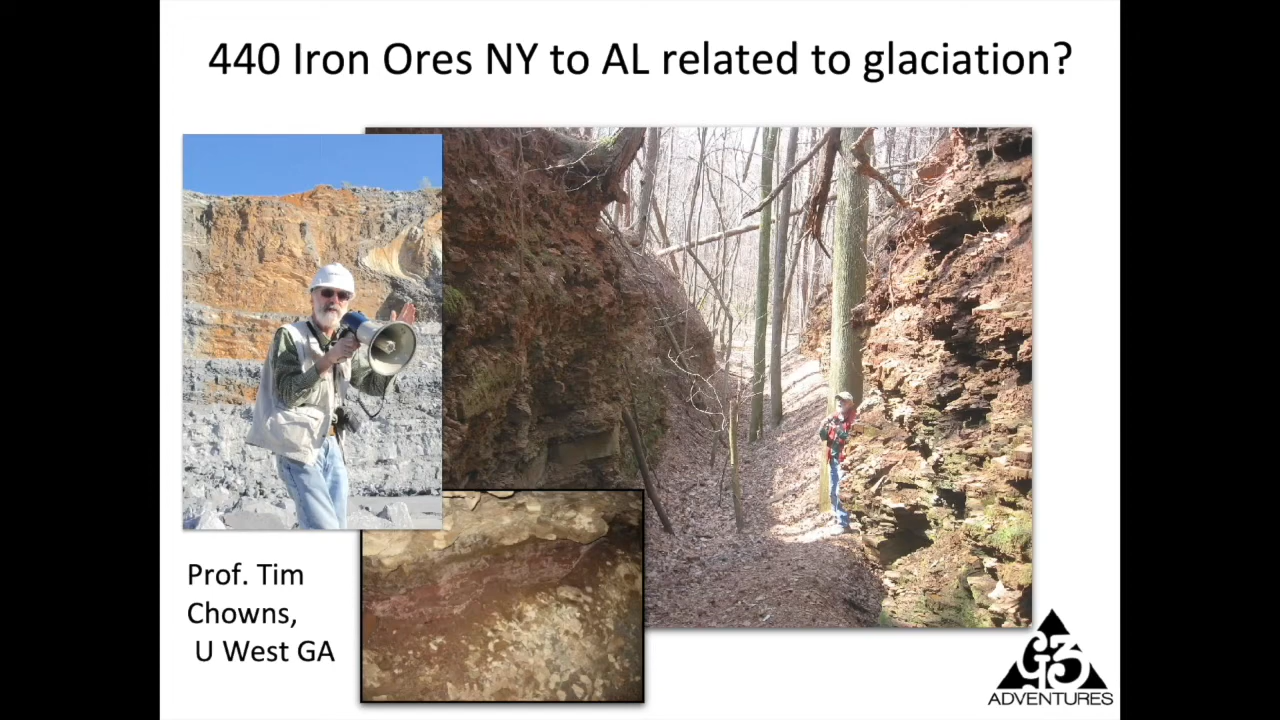 440 Iron Ores NY to AL related to glaciation?
Prof. Tim
Chowns,
U West GA
G3
ADVENTURES